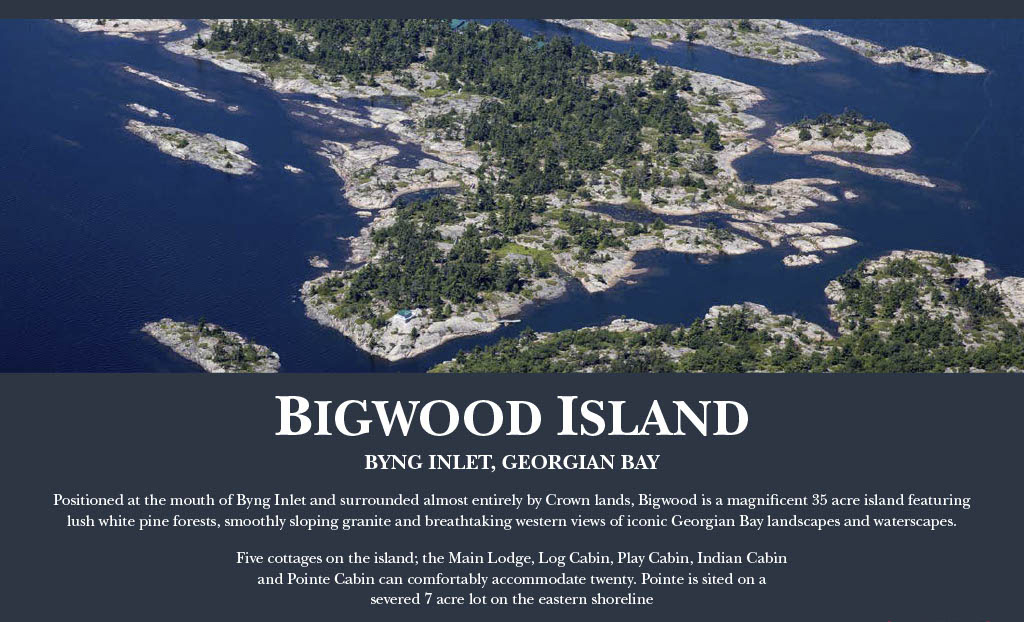 BIGWOOD ISLAND
BYNG INLET, GEORGIAN BAY
Positioned at the mouth of Byng Inlet and surrounded almost entirely by Crown lands, Bigwood is a magnificent 35 acre island featuring
lush white pine forests, smoothly sloping granite and breathtaking western views of iconic Georgian Bay landscapes and waterscapes.
Five cottages on the island; the Main Lodge, Log Cabin, Play Cabin, Indian Cabin
and Pointe Cabin can comfortably accommodate twenty. Pointe is sited on a
severed 7 acre lot on the eastern shoreline